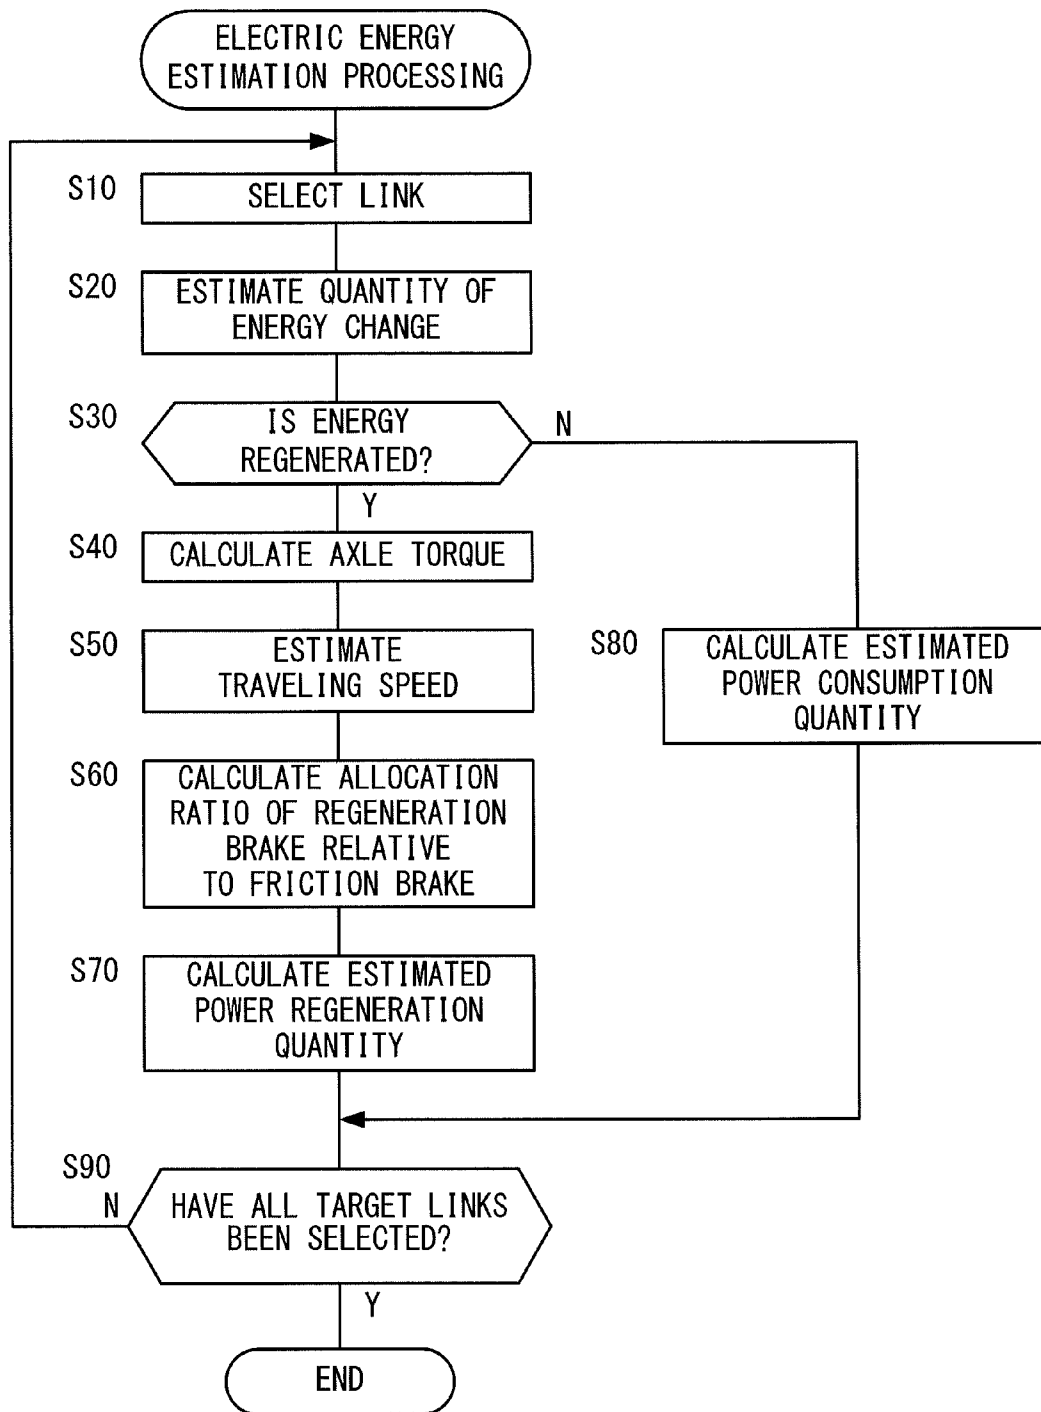 ELECTRIC ENERGY
ESTIMATION PROCESSING
S10
SELECT LINK
S20
ESTIMATE QUANTITY OF
ENERGY CHANGE
S30
IS ENERGY
REGENERATED?
N
Y
S40
CALCULATE AXLE TORQUE
S50
ESTIMATE
TRAVELING SPEED
S80
CALCULATE ESTIMATED
POWER CONSUMPTION
QUANTITY
S60
CALCULATE ALLOCATION
RATIO OF REGENERATION
BRAKE RELATIVE
TO FRICTION BRAKE
S70
CALCULATE ESTIMATED
POWER REGENERATION
QUANTITY
S90
N
HAVE ALL TARGET LINKS
BEEN SELECTED?
Y
END